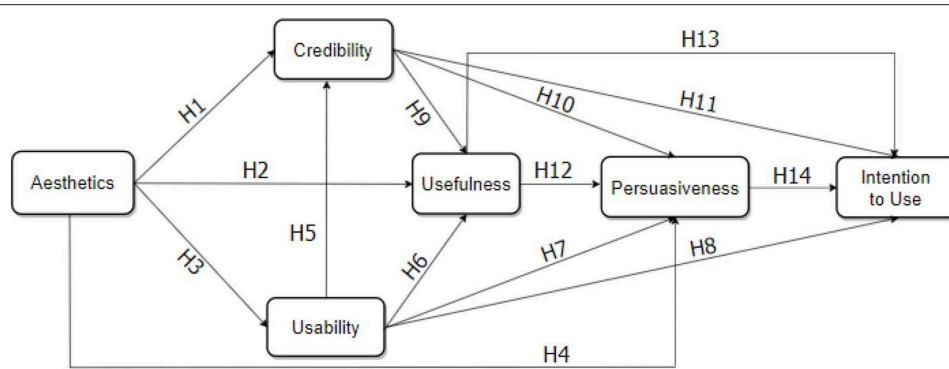 H13
Credibility
H1
H9
H10
H11
Aesthetics
H2
Usefulness
H12
Persuasiveness
H14
Intention
to Use
H5
H3
H6
H7
H8
Usability
H4